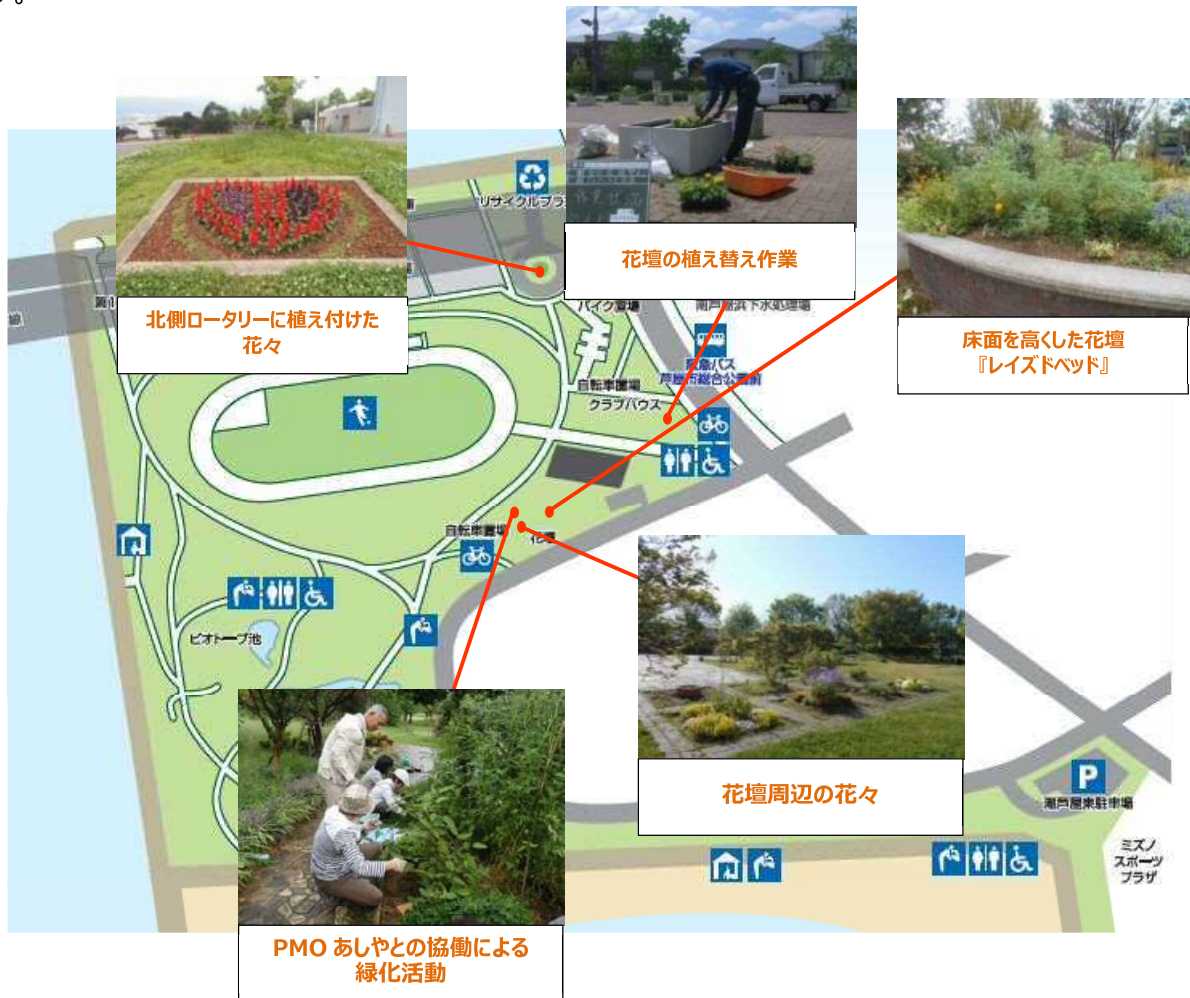 す。
北側ロータリーに植え付けた
花々
花壇の植え替え作業
床面を高くした花壇
『レイズドベッド』
リサイクルプラ
バイク置場
南芦屋浜下水処理場
阪急バス
芦屋市総合公園前
自転車置場
クラブハウス
線
自転車置場
花壇
ビオトープ池
花壇周辺の花々
P
潮芦屋東駐車場
ミズノ
スポーツ
プラザ
PMO あしやとの協働による
緑化活動